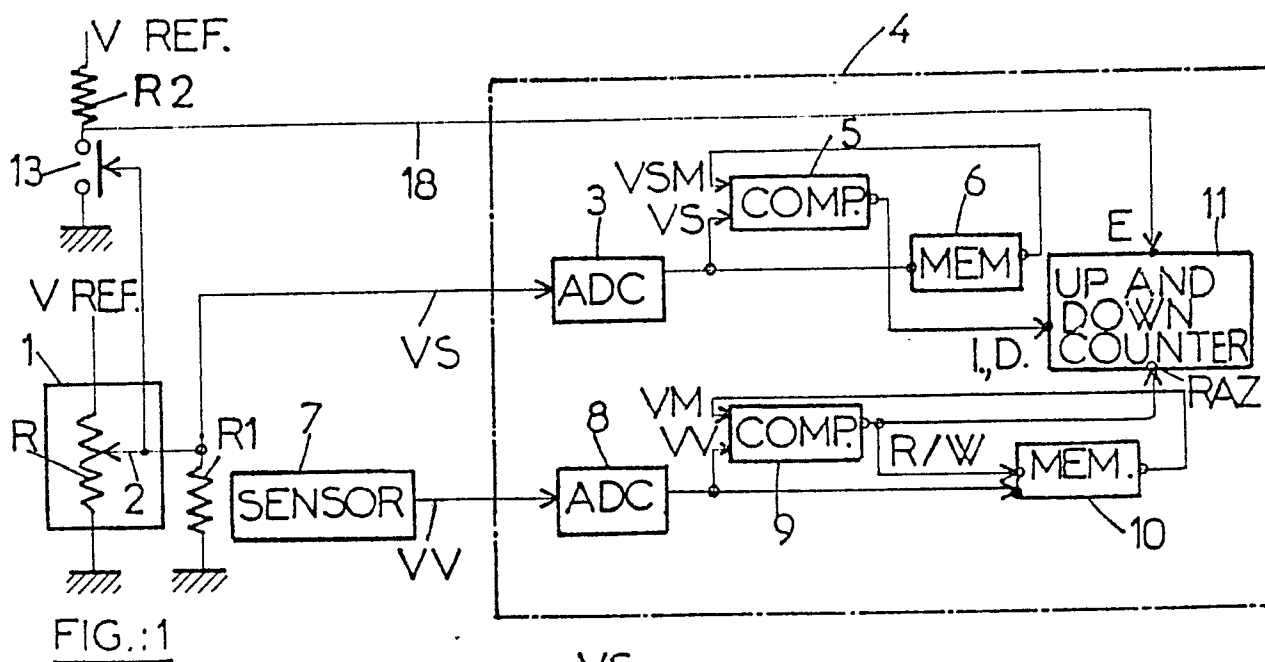 V REF.
R2
4
13
18
5
VSM
VS
COMP.
6
3
E
11
ADC
MEM
UP AND
DOWN
COUNTER
V REF.
VS
I.,D.
1
RAZ
R
R1
7
8
VM
VV
COMP.
R/W
MEM.
2
SENSOR
ADC
VV
9
10
FIG.:1
VS